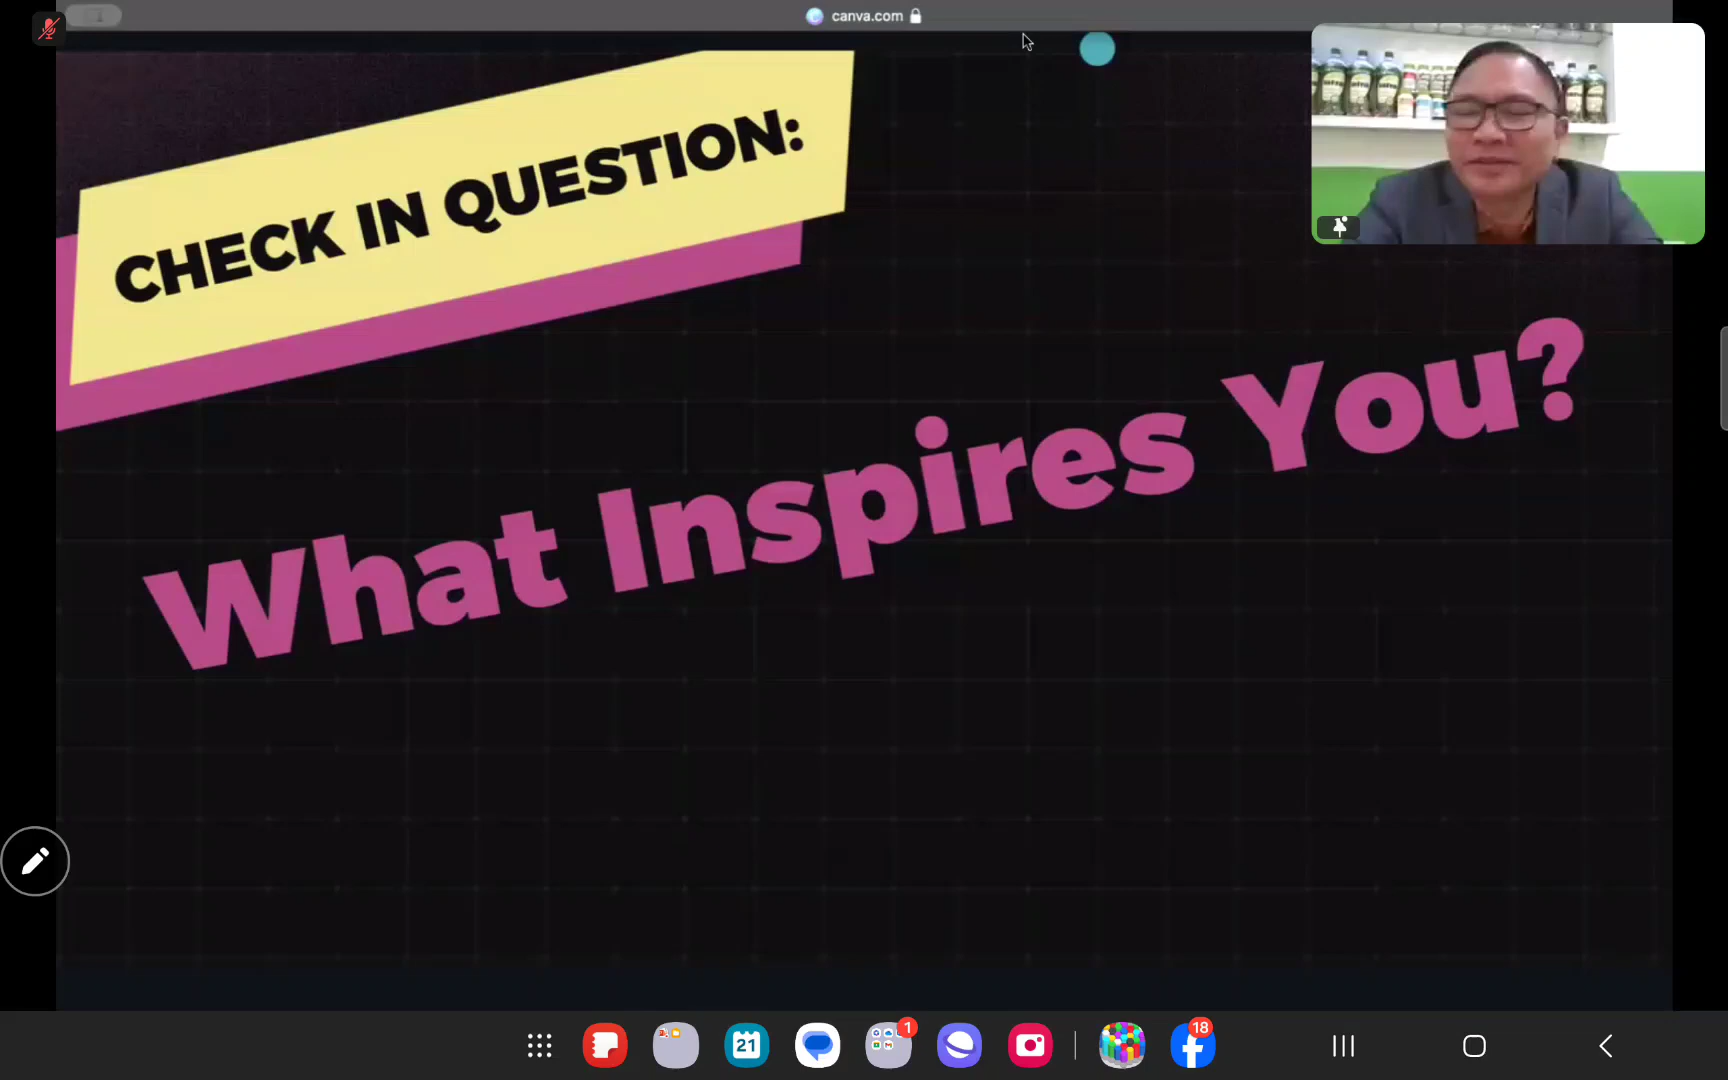 canva.com
CHECK IN QUESTION:
What Inspires You?
21
1
18